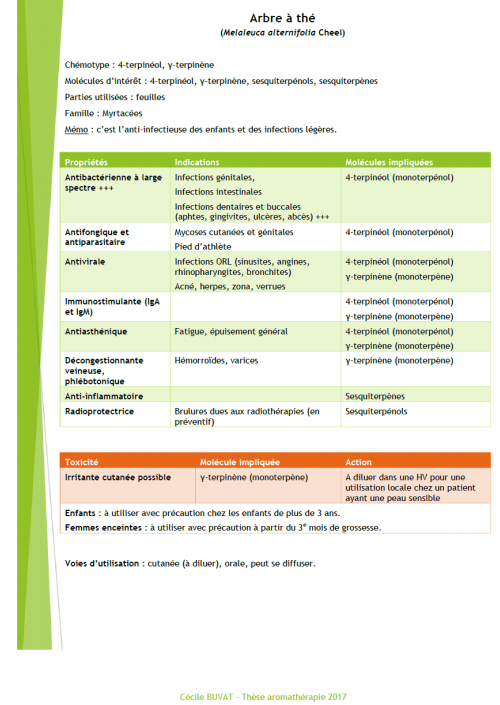 Arbre à thé
(Melaleuca alternifolia Cheel)
Chémotype : 4-terpinéol, γ-terpinène
Molécules d'intérêt : 4-terpinéol, γ-terpinène, sesquiterpénols, sesquiterpènes
Parties utilisées : feuilles
Famille : Myrtacées
Mémo : c'est l'anti-infectieuse des enfants et des infections légères.
Propriétés Indications Molécules impliquées
Antibactérienne à large
spectre +++
Infections génitales,
Infections intestinales
Infections dentaires et buccales
(aphtes, gingivites, ulcères, abcès) +++
4-terpinéol (monoterpénol)
Antifongique et
antiparasitaire
Mycoses cutanées et génitales
Pied d'athlète
4-terpinéol (monoterpénol)
Antivirale
Infections ORL (sinusites, angines,
rhinopharyngites, bronchites)
Acné, herpes, zona, verrues
4-terpinéol (monoterpénol)
γ-terpinène (monoterpène)
Immunostimulante (IgA
et IgM)
4-terpinéol (monoterpénol)
γ-terpinène (monoterpène)
Antiasthénique
Fatigue, épuisement général
4-terpinéol (monoterpénol)
γ-terpinène (monoterpène)
Décongestionnante
veineuse,
phlébotonique
Hémorroïdes, varices
γ-terpinène (monoterpène)
Anti-inflammatoire
Sesquiterpènes
Radioprotectrice
Brulures dues aux radiothérapies (en
préventif)
Sesquiterpénols
Toxicité Molécule impliquée Action
Irritante cutanée possible
γ-terpinène (monoterpène)
A diluer dans une HV pour une
utilisation locale chez un patient
ayant une peau sensible
Enfants : à utiliser avec précaution chez les enfants de plus de 3 ans.
Femmes enceintes : à utiliser avec précaution à partir du 3e mois de grossesse.
Voies d'utilisation : cutanée (à diluer), orale, peut se diffuser.
Cécile BUVAT - Thèse aromathérapie 2017